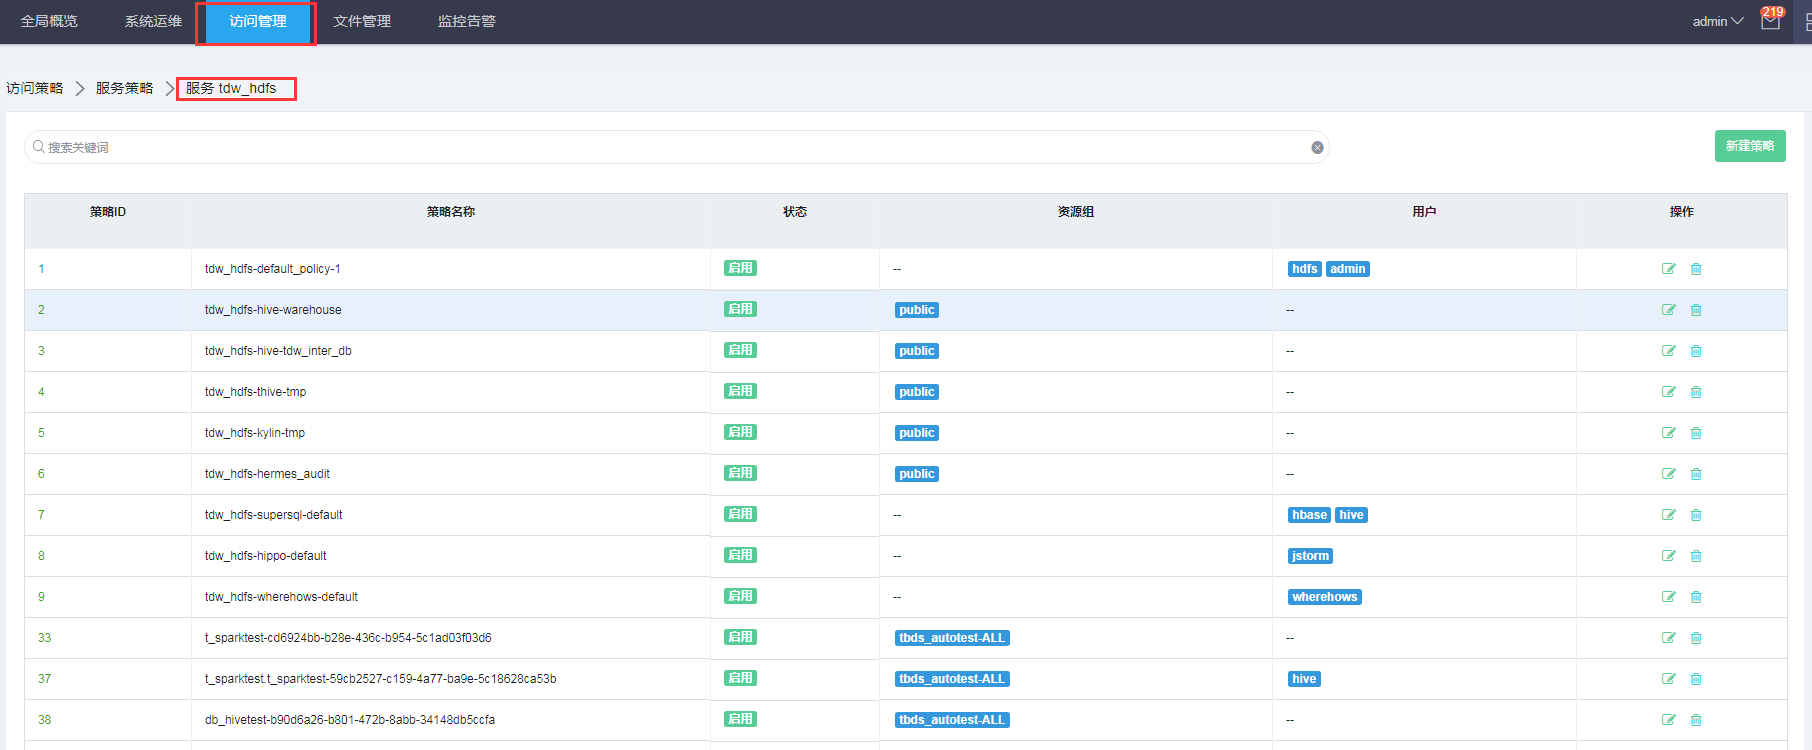 全局概览 系统运维 访问管理 文件管理 监控告警 admin 219
访问策略 服务策略 服务 tdw_hdfs
搜索关键词 新建策略
策略ID 策略名称 状态 资源组 用户 操作
1 tdw_hdfs-default_policy-1 启用 -- hdfs admin
2 tdw_hdfs-hive-warehouse 启用 public --
3 tdw_hdfs-hive-tdw_inter_db 启用 public --
4 tdw_hdfs-thive-tmp 启用 public --
5 tdw_hdfs-kylin-tmp 启用 public --
6 tdw_hdfs-hermes_audit 启用 public --
7 tdw_hdfs-supersql-default 启用 -- hbase hive
8 tdw_hdfs-hippo-default 启用 -- jstorm
9 tdw_hdfs-wherehows-default 启用 -- wherehows
33 t_sparktest-cd6924bb-b28e-436c-b954-5c1ad03f03d6 启用 tbds_autotest-ALL --
37 t_sparktest.t_sparktest-59cb2527-c159-4a77-ba9e-5c18628ca53b 启用 tbds_autotest-ALL hive
38 db_hivetest-b90d6a26-b801-472b-8abb-34148db5ccfa 启用 tbds_autotest-ALL --